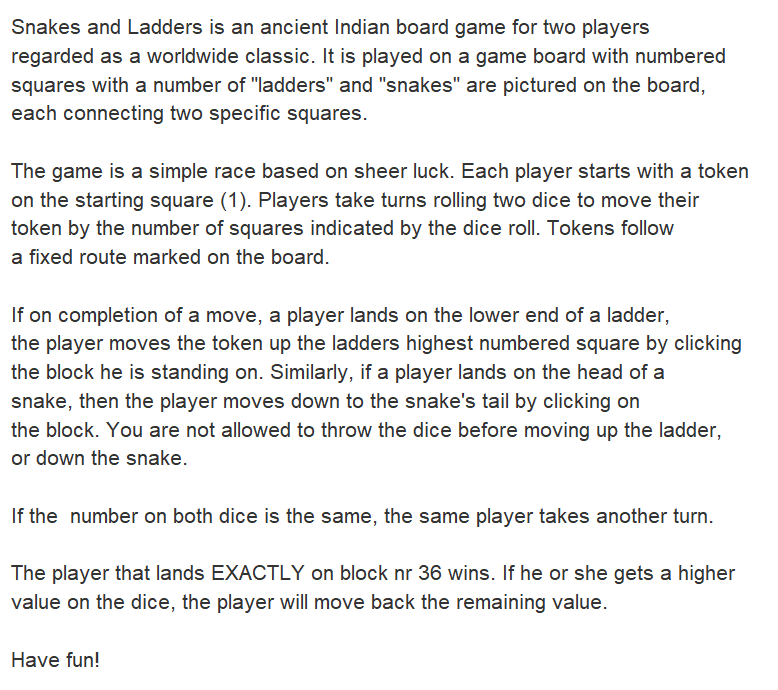 Snakes and Ladders is an ancient Indian board game for two players
regarded as a worldwide classic. It is played on a game board with numbered
squares with a number of "ladders" and "snakes" are pictured on the board,
each connecting two specific squares.
The game is a simple race based on sheer luck. Each player starts with a token
on the starting square (1). Players take turns rolling two dice to move their
token by the number of squares indicated by the dice roll. Tokens follow
a fixed route marked on the board.
If on completion of a move, a player lands on the lower end of a ladder,
the player moves the token up the ladders highest numbered square by clicking
the block he is standing on. Similarly, if a player lands on the head of a
snake, then the player moves down to the snake's tail by clicking on
the block. You are not allowed to throw the dice before moving up the ladder,
or down the snake.
If the  number on both dice is the same, the same player takes another turn.
The player that lands EXACTLY on block nr 36 wins. If he or she gets a higher
value on the dice, the player will move back the remaining value.
Have fun!